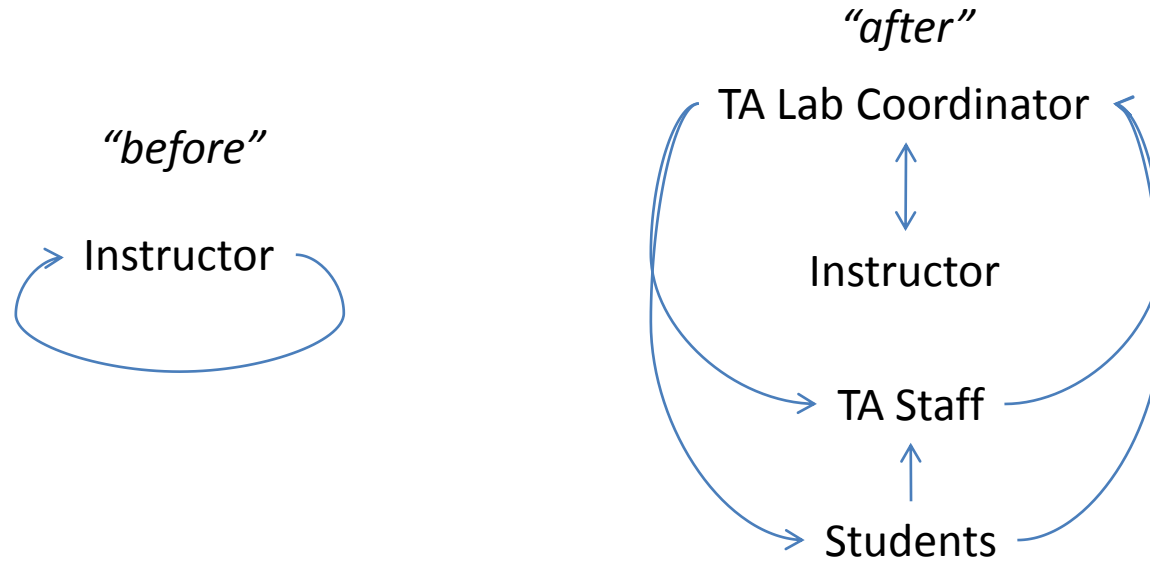 “before”
Instructor
“after”
TA Lab Coordinator
Instructor
TA Staff
Students